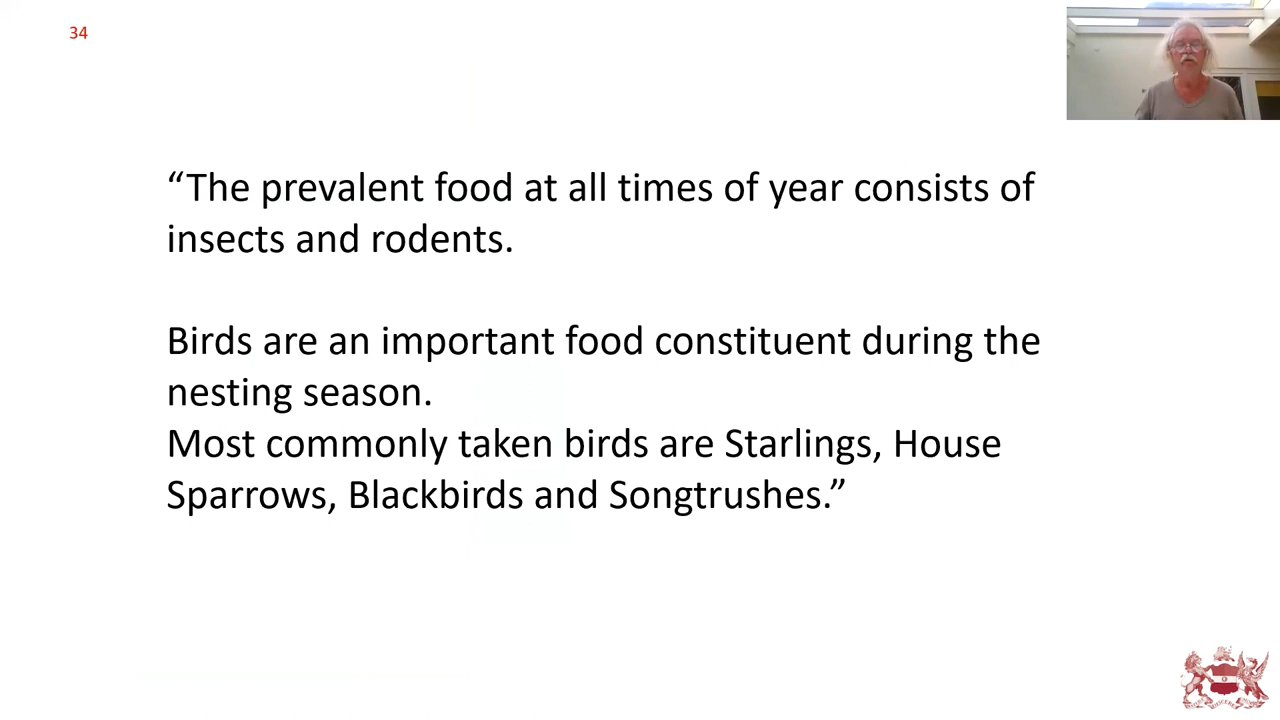 34
“The prevalent food at all times of year consists of
insects and rodents.
Birds are an important food constituent during the
nesting season.
Most commonly taken birds are Starlings, House
Sparrows, Blackbirds and Songtrushes.”